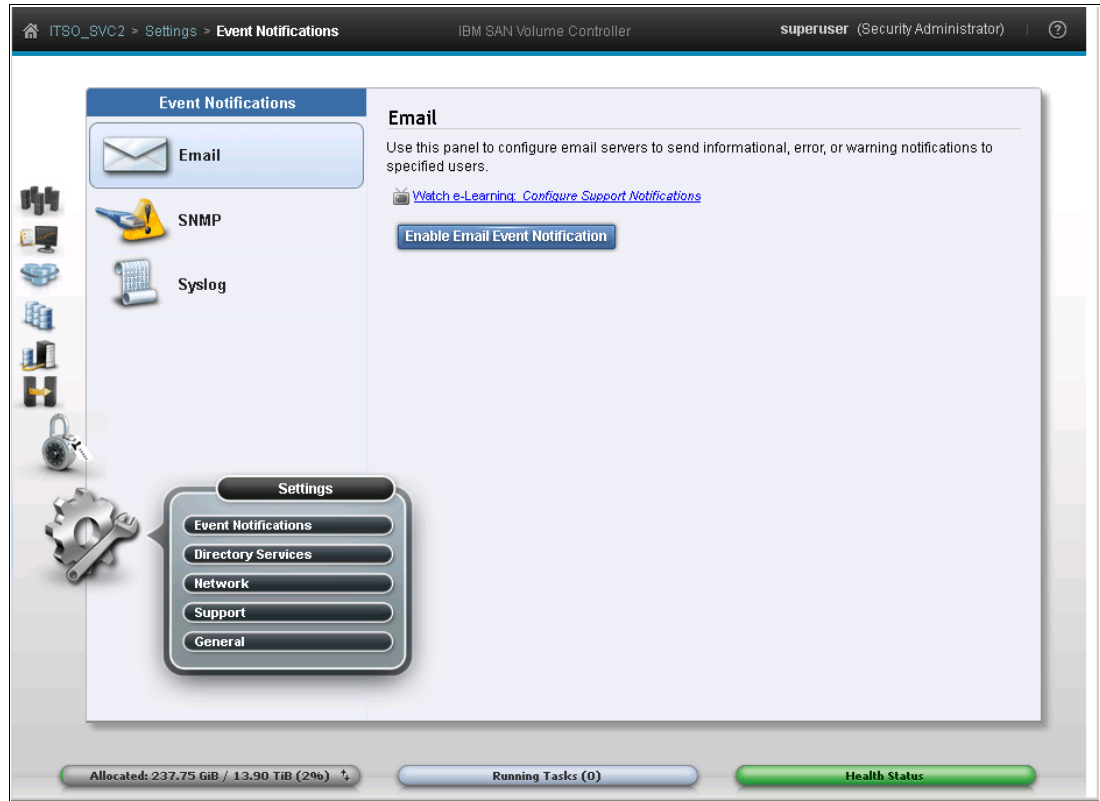 ITSO_SVC2 > Settings > Event Notifications
IBM SAN Volume Controller
superuser (Security Administrator) | ?
Event Notifications
Email
SNMP
Syslog
Email
Use this panel to configure email servers to send informational, error, or warning notifications to
specified users.
Watch e-Learning: Configure Support Notifications
Enable Email Event Notification
Settings
Event Notifications
Directory Services
Network
Support
General
Allocated: 237.75 GiB / 13.90 TiB (2%)
Running Tasks (0)
Health Status